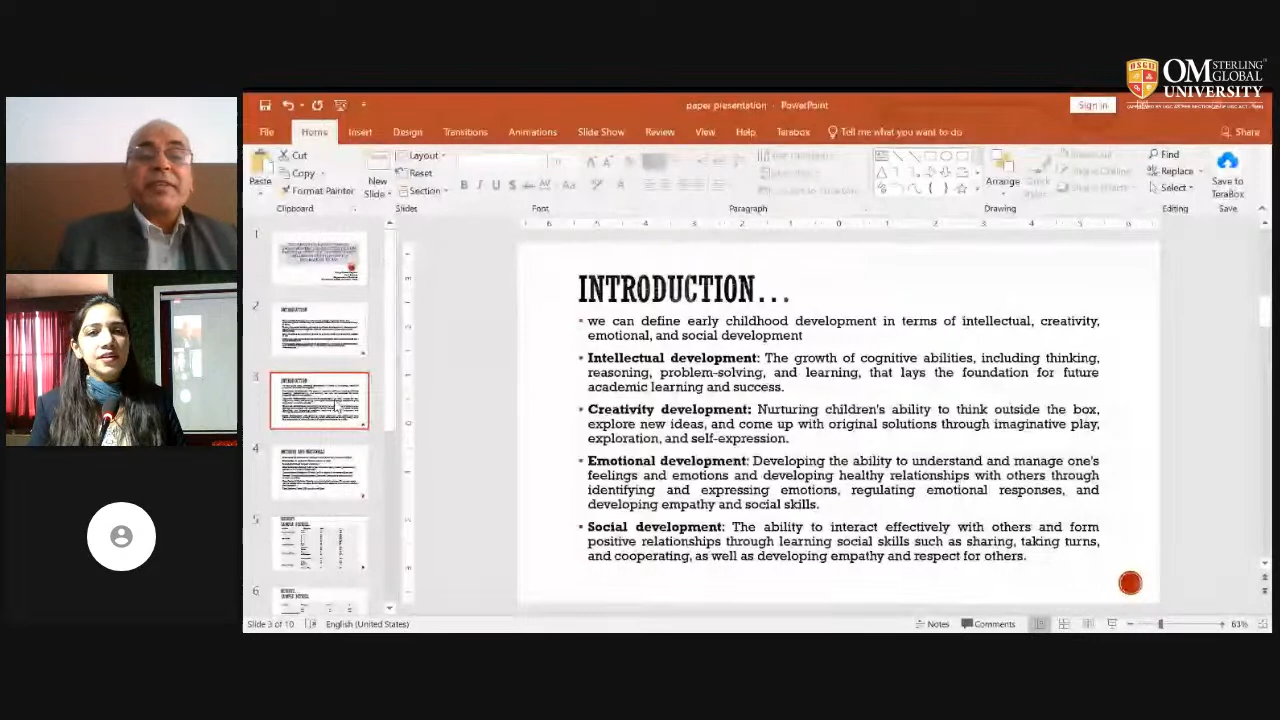 OSGU
OM STERLING GLOBAL UNIVERSITY
paper presentation - PowerPoint
Sign in
File Home Insert Design Transitions Animations Slide Show Review View Help Terabox Tell me what you want to do Share
Paste
Cut
Copy
Format Painter
Clipboard
New Slide
Layout
Reset
Section
Slides
Font
Paragraph
Arrange
Drawing
Find
Replace
Select
Editing
Save to TeraBox
Save
1
2
INTRODUCTION
3
INTRODUCTION
4
5
6
INTRODUCTION...
we can define early childhood development in terms of intellectual, creativity,
emotional, and social development
Intellectual development: The growth of cognitive abilities, including thinking,
reasoning, problem-solving, and learning, that lays the foundation for future
academic learning and success.
Creativity development: Nurturing children's ability to think outside the box,
explore new ideas, and come up with original solutions through imaginative play,
exploration, and self-expression.
Emotional development: Developing the ability to understand and manage one's
feelings and emotions and developing healthy relationships with others through
identifying and expressing emotions, regulating emotional responses, and
developing empathy and social skills.
Social development: The ability to interact effectively with others and form
positive relationships through learning social skills such as sharing, taking turns,
and cooperating, as well as developing empathy and respect for others.
Slide 3 of 10 English (United States) Notes Comments 63%